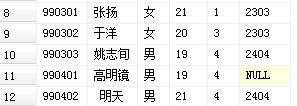 8 990301 张扬 女 21 1 2303
9 990302 于洋 女 20 3 2303
10 990303 姚志旬 男 19 4 2404
11 990401 高明镜 男 19 4 NULL
12 990402 明天 男 21 4 2404